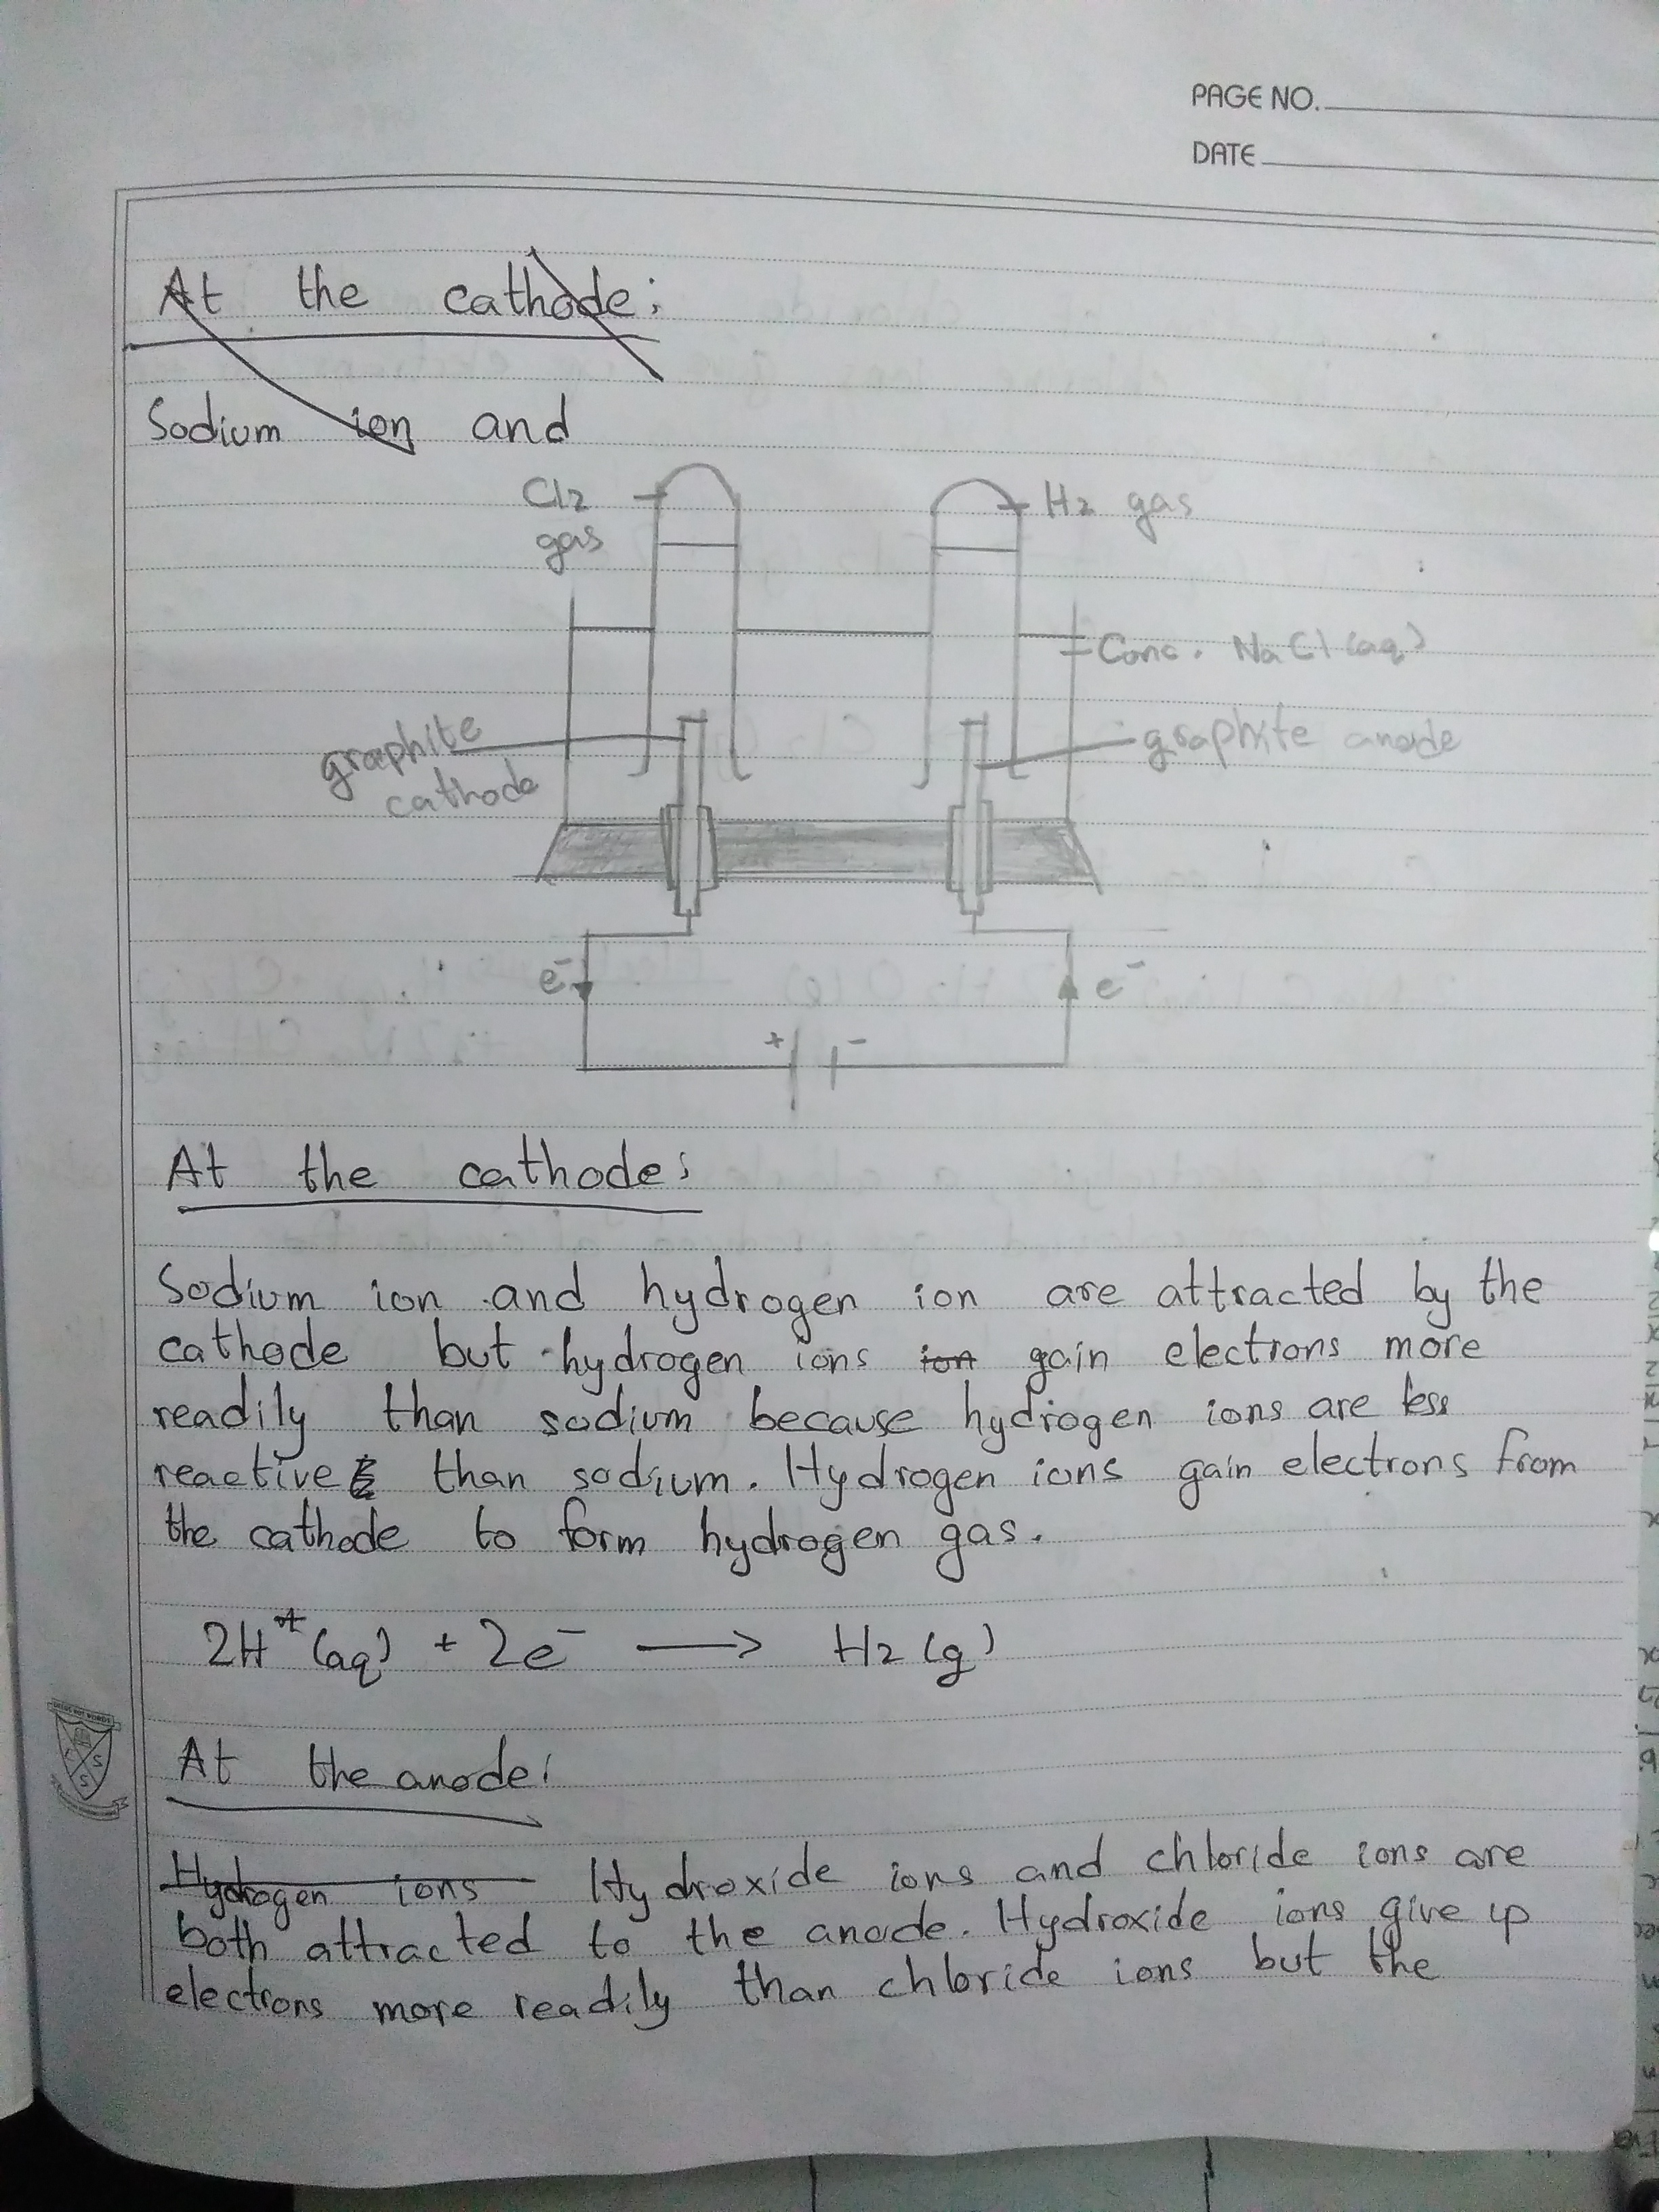 PAGE NO.
DATE
At the cathode:
Sodium ion and
Cl2
gas
H2 gas
Conc. NaCl (aq)
graphite
cathode
graphite anode
e-
e-
+ -
At the cathode:
Sodium ion and hydrogen ion are attracted by the
cathode but hydrogen ions ion gain electrons more
readily than sodium because hydrogen ions are less
reactive than sodium. Hydrogen ions gain electrons from
the cathode to form hydrogen gas.
2H+ (aq) + 2e- → H2 (g)
At the anode:
Hydrogen ions Hydroxide ions and chloride ions are
both attracted to the anode. Hydroxide ions give up
electrons more readily than chloride ions but the